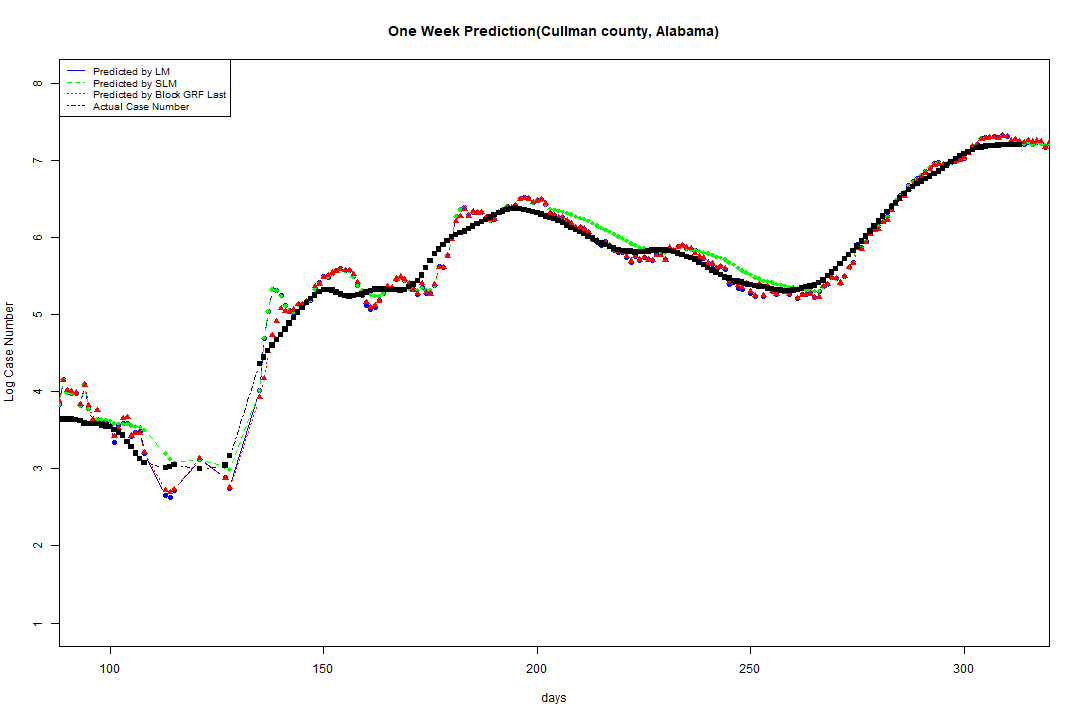 One Week Prediction(Cullman county, Alabama)
Predicted by LM
Predicted by SLM
Predicted by Block GRF Last
Actual Case Number
8
7
6
5
4
3
2
1
Log Case Number
100 150 200 250 300
days